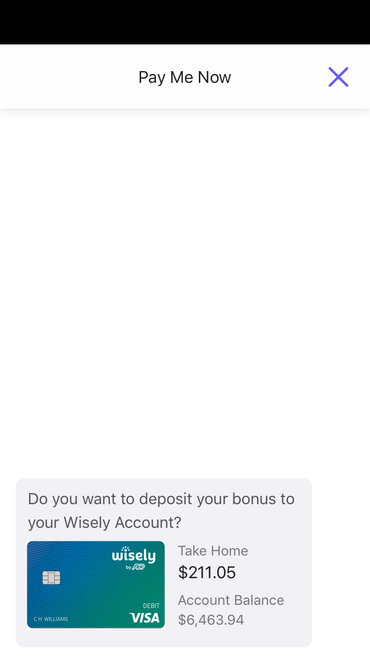 Pay Me Now
Do you want to deposit your bonus to
your Wisely Account?
wisely
by ADP
Take Home
$211.05
Account Balance
$6,463.94
DEBIT
VISA
C H WILLIAMS